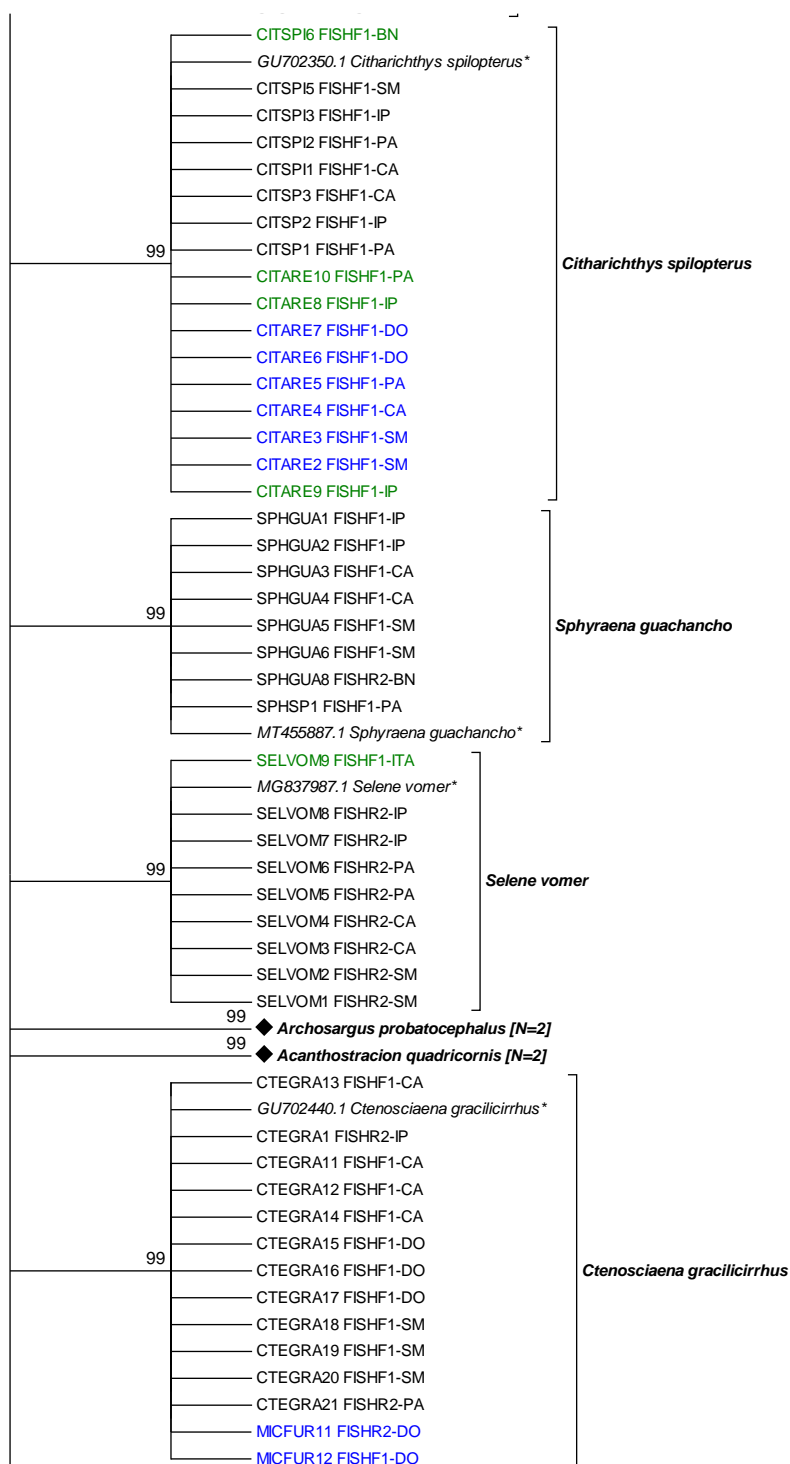 CITSPI6 FISHF1-BN
GU702350.1 Citharichthys spilopterus*
CITSPI5 FISHF1-SM
CITSPI3 FISHF1-IP
CITSPI2 FISHF1-PA
CITSPI1 FISHF1-CA
CITSP3 FISHF1-CA
CITSP2 FISHF1-IP
CITSP1 FISHF1-PA
99
Citharichthys spilopterus
CITARE10 FISHF1-PA
CITARE8 FISHF1-IP
CITARE7 FISHF1-DO
CITARE6 FISHF1-DO
CITARE5 FISHF1-PA
CITARE4 FISHF1-CA
CITARE3 FISHF1-SM
CITARE2 FISHF1-SM
CITARE9 FISHF1-IP
SPHGUA1 FISHF1-IP
SPHGUA2 FISHF1-IP
SPHGUA3 FISHF1-CA
SPHGUA4 FISHF1-CA
99
SPHGUA5 FISHF1-SM
Sphyraena guachancho
SPHGUA6 FISHF1-SM
SPHGUA8 FISHR2-BN
SPHSP1 FISHF1-PA
MT455887.1 Sphyraena guachancho*
SELVOM9 FISHF1-ITA
MG837987.1 Selene vomer*
SELVOM8 FISHR2-IP
SELVOM7 FISHR2-IP
SELVOM6 FISHR2-PA
99
SELVOM5 FISHR2-PA
Selene vomer
SELVOM4 FISHR2-CA
SELVOM3 FISHR2-CA
SELVOM2 FISHR2-SM
SELVOM1 FISHR2-SM
99
Archosargus probatocephalus [N=2]
99
Acanthostracion quadricornis [N=2]
CTEGRA13 FISHF1-CA
GU702440.1 Ctenosciaena gracilicirrhus*
CTEGRA1 FISHR2-IP
CTEGRA11 FISHF1-CA
CTEGRA12 FISHF1-CA
CTEGRA14 FISHF1-CA
CTEGRA15 FISHF1-DO
99
CTEGRA16 FISHF1-DO
Ctenosciaena gracilicirrhus
CTEGRA17 FISHF1-DO
CTEGRA18 FISHF1-SM
CTEGRA19 FISHF1-SM
CTEGRA20 FISHF1-SM
CTEGRA21 FISHR2-PA
MICFUR11 FISHR2-DO
MICFUR12 FISHF1-DO